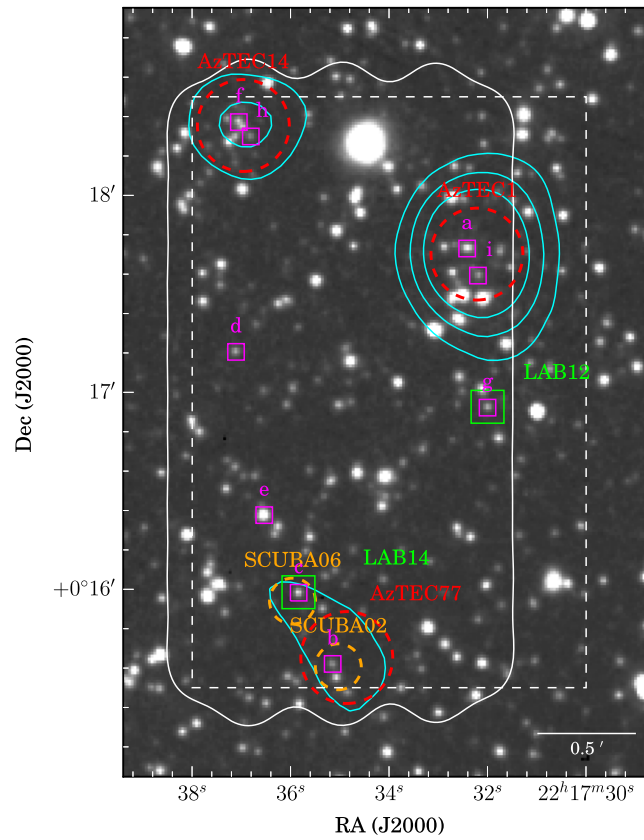 AzTEC14
f
h
18′
AzTEC1
a
i
d
17′
LAB12
g
e
SCUBA06
LAB14
c
+0°16′
AzTEC77
SCUBA02
b
0.5 ′
38ˢ
36ˢ
34ˢ
32ˢ
22ʰ17ᵐ30ˢ
RA (J2000)
Dec (J2000)